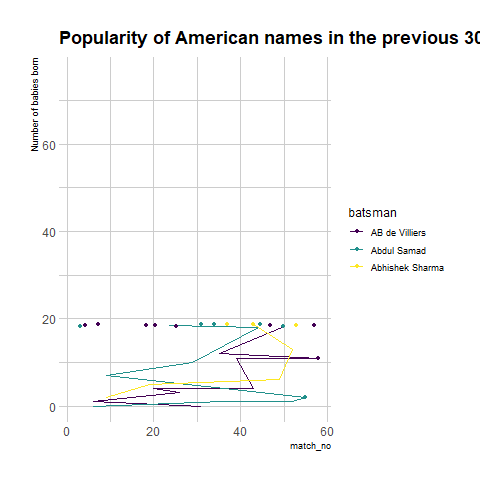 Popularity of American names in the previous 30
Number of babies born
60
40
20
0
0 20 40 60
match_no
batsman
AB de Villiers
Abdul Samad
Abhishek Sharma